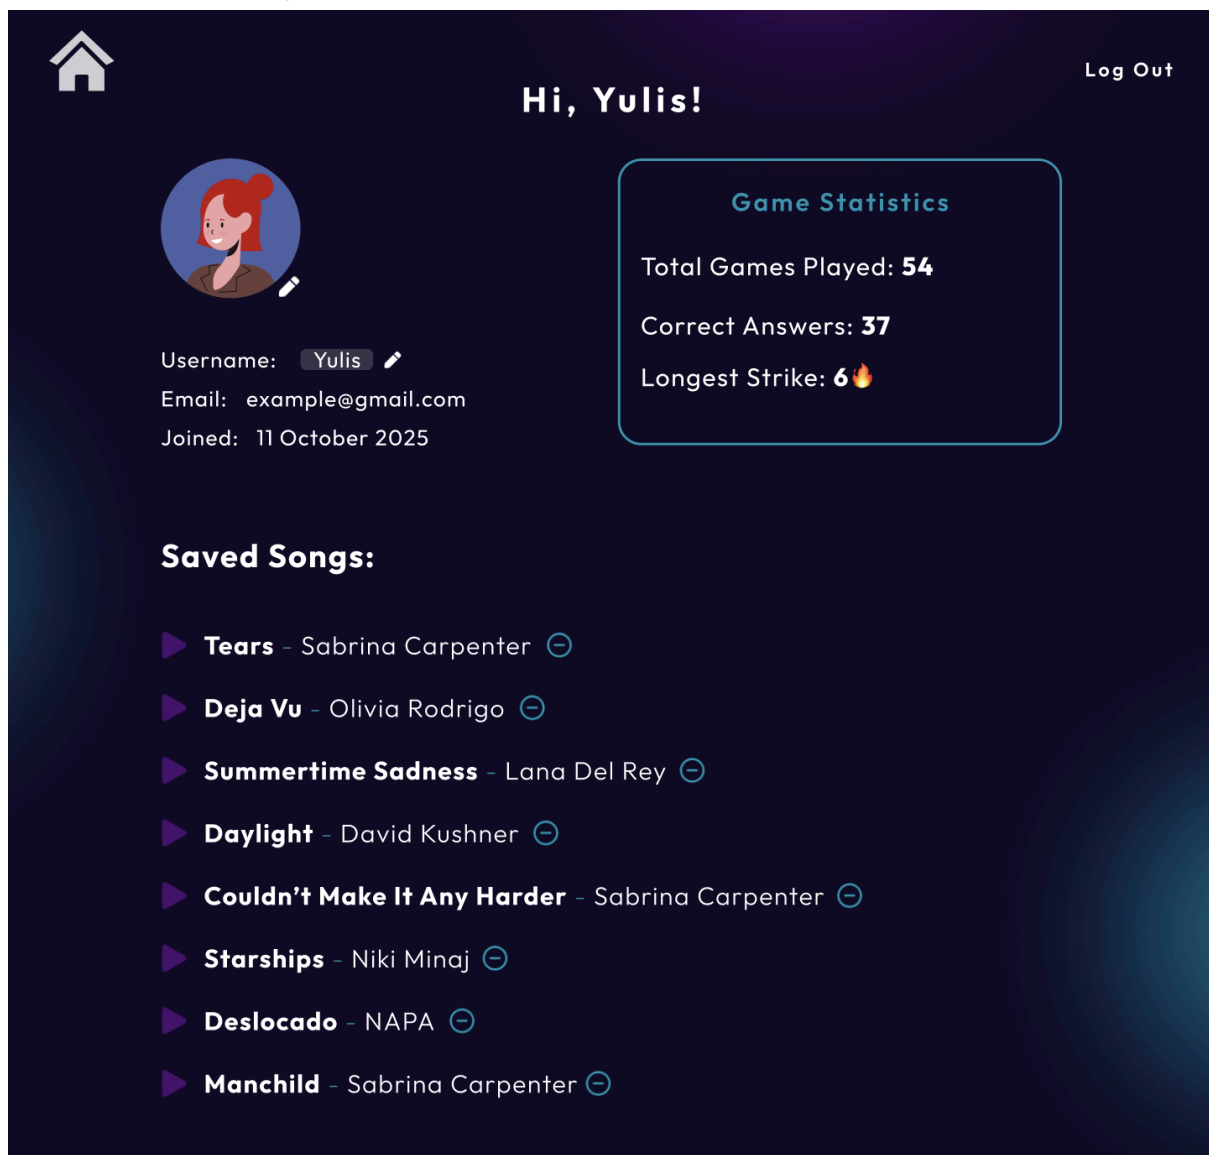 Log Out
Hi, Yulis!
Game Statistics
Total Games Played: 54
Correct Answers: 37
Longest Strike: 6🔥
Username: Yulis
Email: example@gmail.com
Joined: 11 October 2025
Saved Songs:
Tears - Sabrina Carpenter
Deja Vu - Olivia Rodrigo
Summertime Sadness - Lana Del Rey
Daylight - David Kushner
Couldn’t Make It Any Harder - Sabrina Carpenter
Starships - Niki Minaj
Deslocado - NAPA
Manchild - Sabrina Carpenter